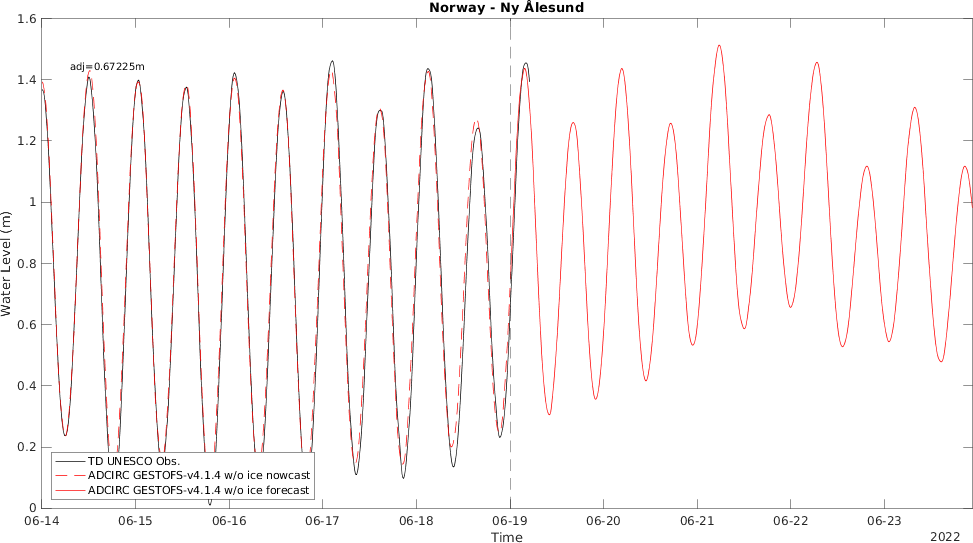 Norway - Ny Ålesund
1.6
1.4
1.2
1
0.8
0.6
0.4
0.2
0
Water Level (m)
adj=0.67225m
TD UNESCO Obs.
ADCIRC GESTOFS-v4.1.4 w/o ice nowcast
ADCIRC GESTOFS-v4.1.4 w/o ice forecast
06-14 06-15 06-16 06-17 06-18 06-19 06-20 06-21 06-22 06-23
Time
2022